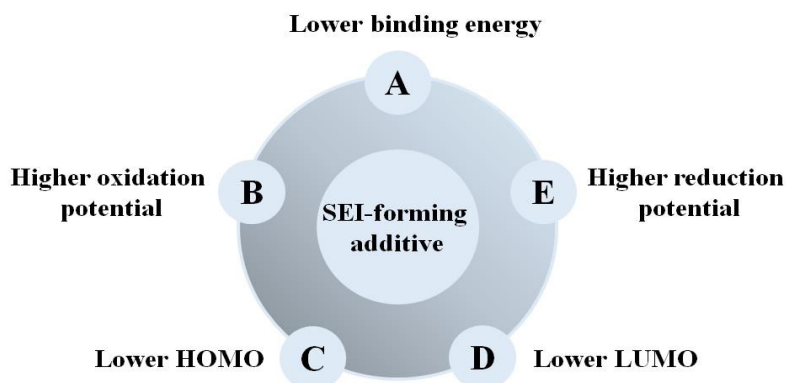 Lower binding energy
A
Higher oxidation
potential
B
SEI-forming
additive
E
Higher reduction
potential
Lower HOMO
C
D
Lower LUMO